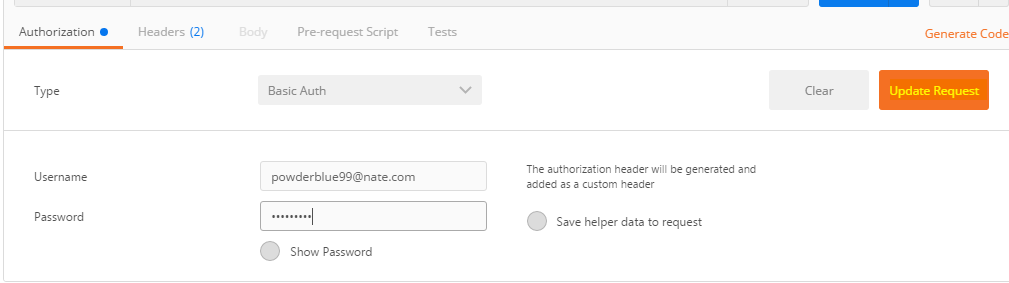 Authorization Headers (2) Body Pre-request Script Tests Generate Code
Type Basic Auth Clear Update Request
Username powderblue99@nate.com
The authorization header will be generated and
added as a custom header
Password •••••••••
Save helper data to request
Show Password